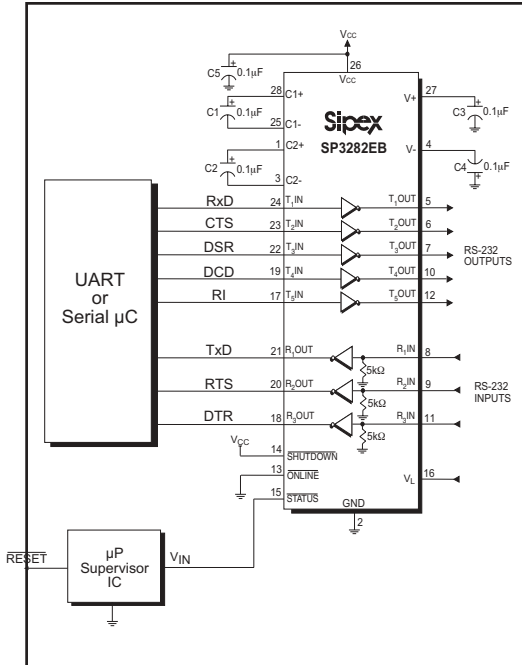 VCC
26
VCC
C5 + 0.1µF
28 C1+
C1 + 0.1µF
25 C1-
1 C2+
C2 + 0.1µF
3 C2-
Sipex
SP3282EB
V+ 27
C3 + 0.1µF
V- 4
C4 + 0.1µF
UART
or
Serial µC
RxD 24 T1IN T1OUT 5
CTS 23 T2IN T2OUT 6
DSR 22 T3IN T3OUT 7
DCD 19 T4IN T4OUT 10
RI 17 T5IN T5OUT 12
RS-232
OUTPUTS
TxD 21 R1OUT R1IN 8
5kΩ
RTS 20 R2OUT R2IN 9
5kΩ
DTR 18 R3OUT R3IN 11
5kΩ
RS-232
INPUTS
VCC
14 SHUTDOWN
13 ONLINE
15 STATUS
VL 16
GND
2
RESET
µP
Supervisor
IC
VIN